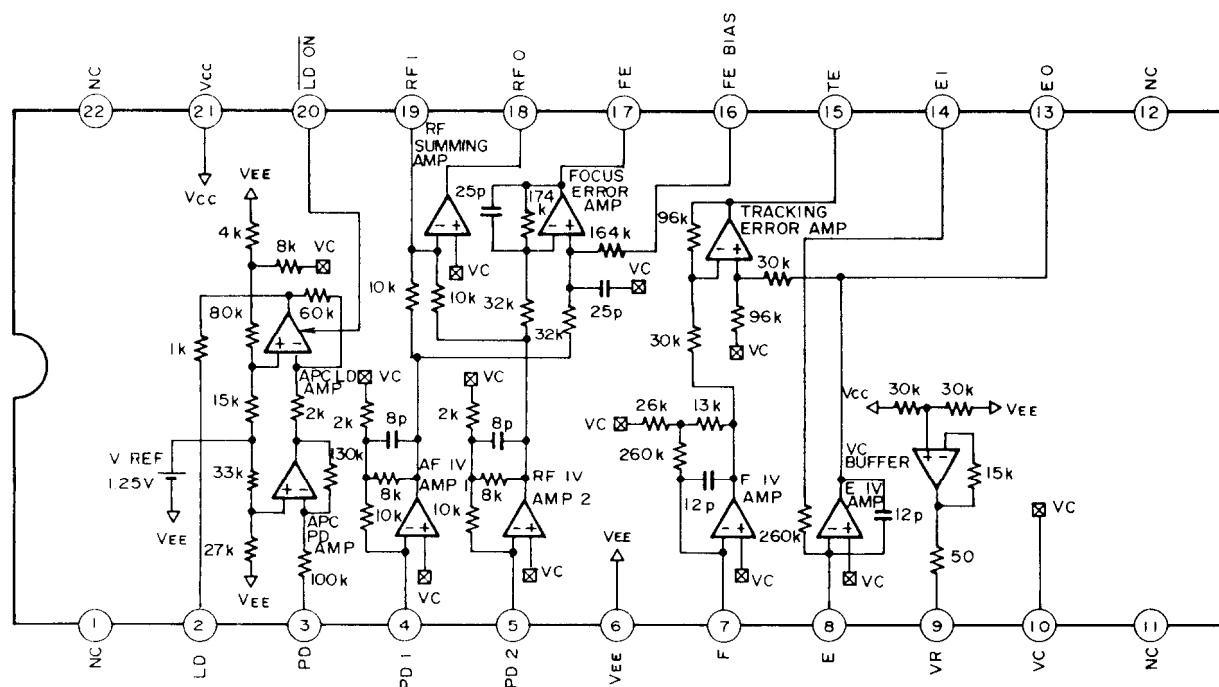 NC
Vcc
LD ON
RF I
RF O
FE
FE BIAS
TE
EI
EO
NC
22
21
20
19
18
17
16
15
14
13
12
RF
SUMMING
AMP
FOCUS
ERROR
AMP
TRACKING
ERROR AMP
Vcc
VEE
4k
8k
VC
25p
174
k
164k
VC
VC
25p
96k
30k
96k
VC
30k
80k
60k
1k
10k
10k
32k
32k
APC LD
AMP
15k
2k
VC
2k
8p
VC
2k
8p
VC
26k
13k
260k
Vcc
30k
30k
VEE
V REF
1.25V
33k
130k
AF IV
AMP 1
8k
10k
RF IV
AMP 2
8k
10k
12p
F IV
AMP
VC
BUFFER
15k
E IV
AMP
12p
260k
VEE
27k
APC
PD
AMP
100k
VEE
VC
VC
VEE
VC
VC
50
VC
1
2
3
4
5
6
7
8
9
10
11
NC
LD
PD
PD 1
PD 2
VEE
F
E
VR
VC
NC